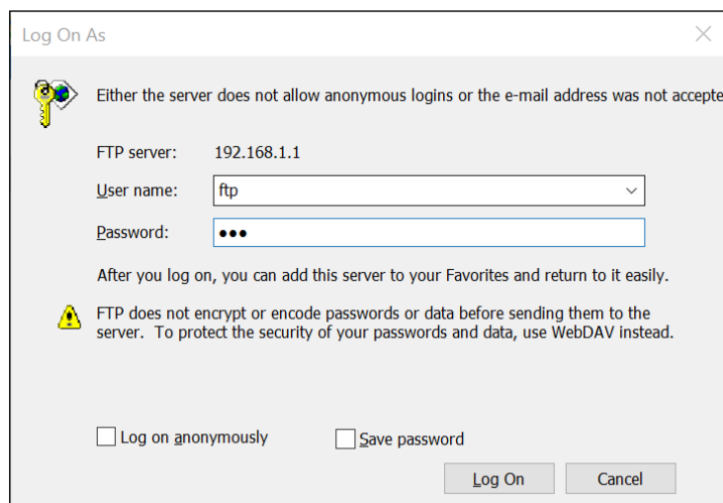 Log On As
Either the server does not allow anonymous logins or the e-mail address was not accepte
FTP server: 192.168.1.1
User name: ftp
Password: •••
After you log on, you can add this server to your Favorites and return to it easily.
FTP does not encrypt or encode passwords or data before sending them to the
server. To protect the security of your passwords and data, use WebDAV instead.
Log on anonymously Save password
Log On Cancel